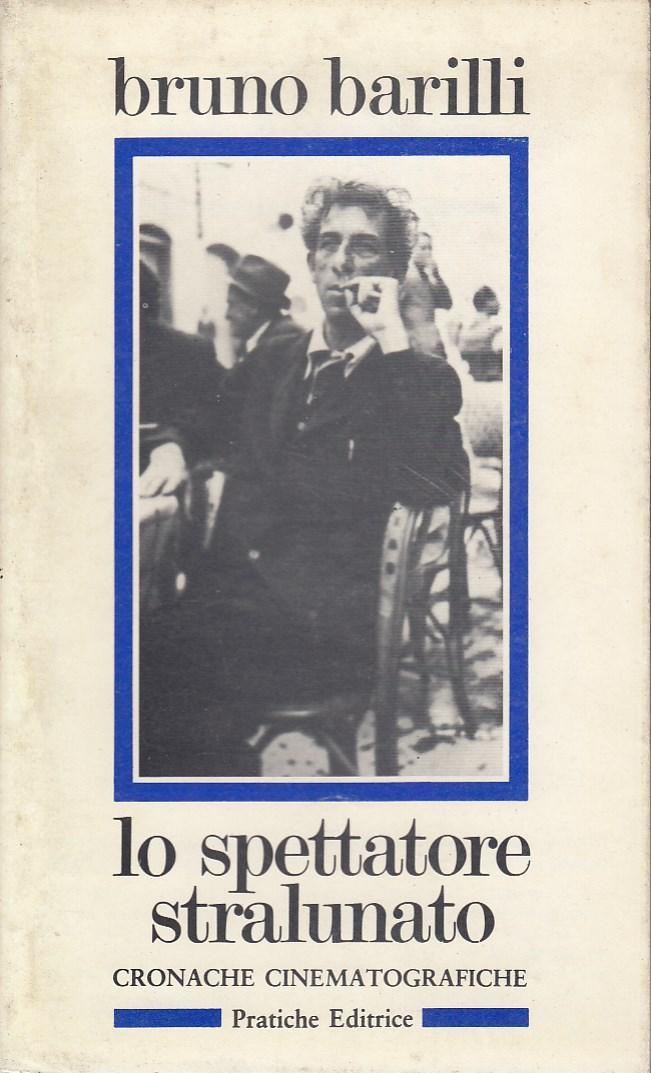 bruno barilli
lo spettatore
stralunato
CRONACHE CINEMATOGRAFICHE
Pratiche Editrice